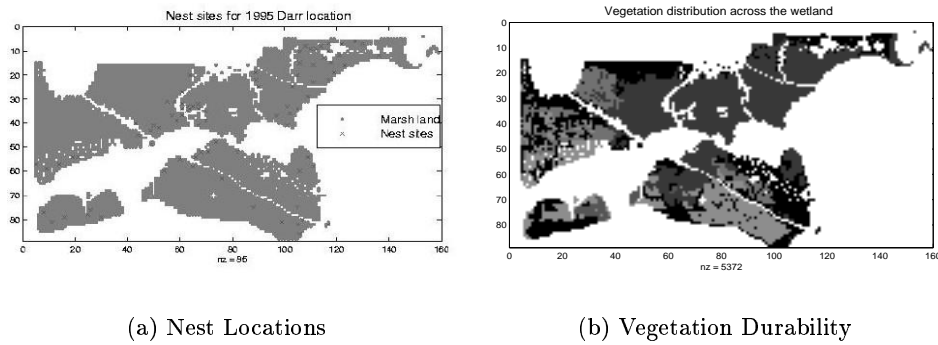 Nest sites for 1995 Darr location
0
10
20
30
40
50
60
70
80
0 20 40 60 80 100 120 140 160
nz = 95
Marsh land
Nest sites
(a) Nest Locations
Vegetation distribution across the wetland
0
10
20
30
40
50
60
70
80
0 20 40 60 80 100 120 140 160
nz = 5372
(b) Vegetation Durability